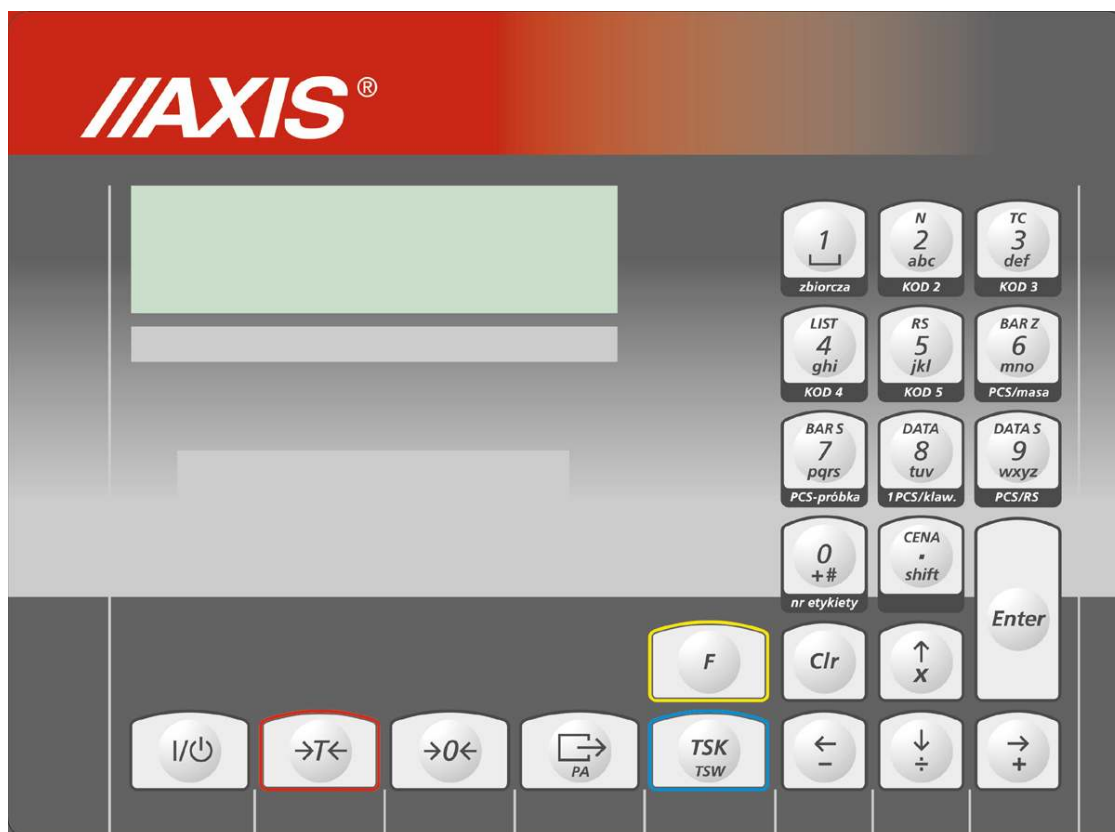 //AXIS®
1
zbiorcza
N
2
abc
KOD 2
TC
3
def
KOD 3
LIST
4
ghi
KOD 4
RS
5
jkl
KOD 5
BAR Z
6
mno
PCS/masa
BAR S
7
pqrs
PCS-próbka
DATA
8
tuv
1PCS/klaw.
DATA S
9
wxyz
PCS/RS
0
+#
nr etykiety
CENA
.
shift
Enter
F
Clr
↑
x
I/⏻
→T←
→0←
PA
TSK
TSW
←
−
↓
÷
→
+